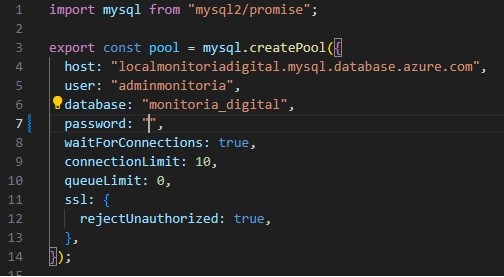 1 import mysql from "mysql2/promise";
2
3 export const pool = mysql.createPool({
4 host: "localmonitoriadigital.mysql.database.azure.com",
5 user: "adminmonitoria",
6 database: "monitoria_digital",
7 password: "",
8 waitForConnections: true,
9 connectionLimit: 10,
10 queueLimit: 0,
11 ssl: {
12 rejectUnauthorized: true,
13 },
14 });
15